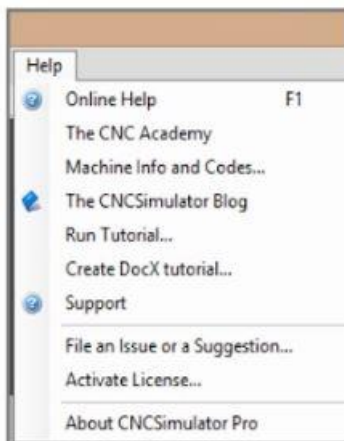 Help
Online Help F1
The CNC Academy
Machine Info and Codes...
The CNCSimulator Blog
Run Tutorial...
Create DocX tutorial...
Support
File an Issue or a Suggestion...
Activate License...
About CNCSimulator Pro